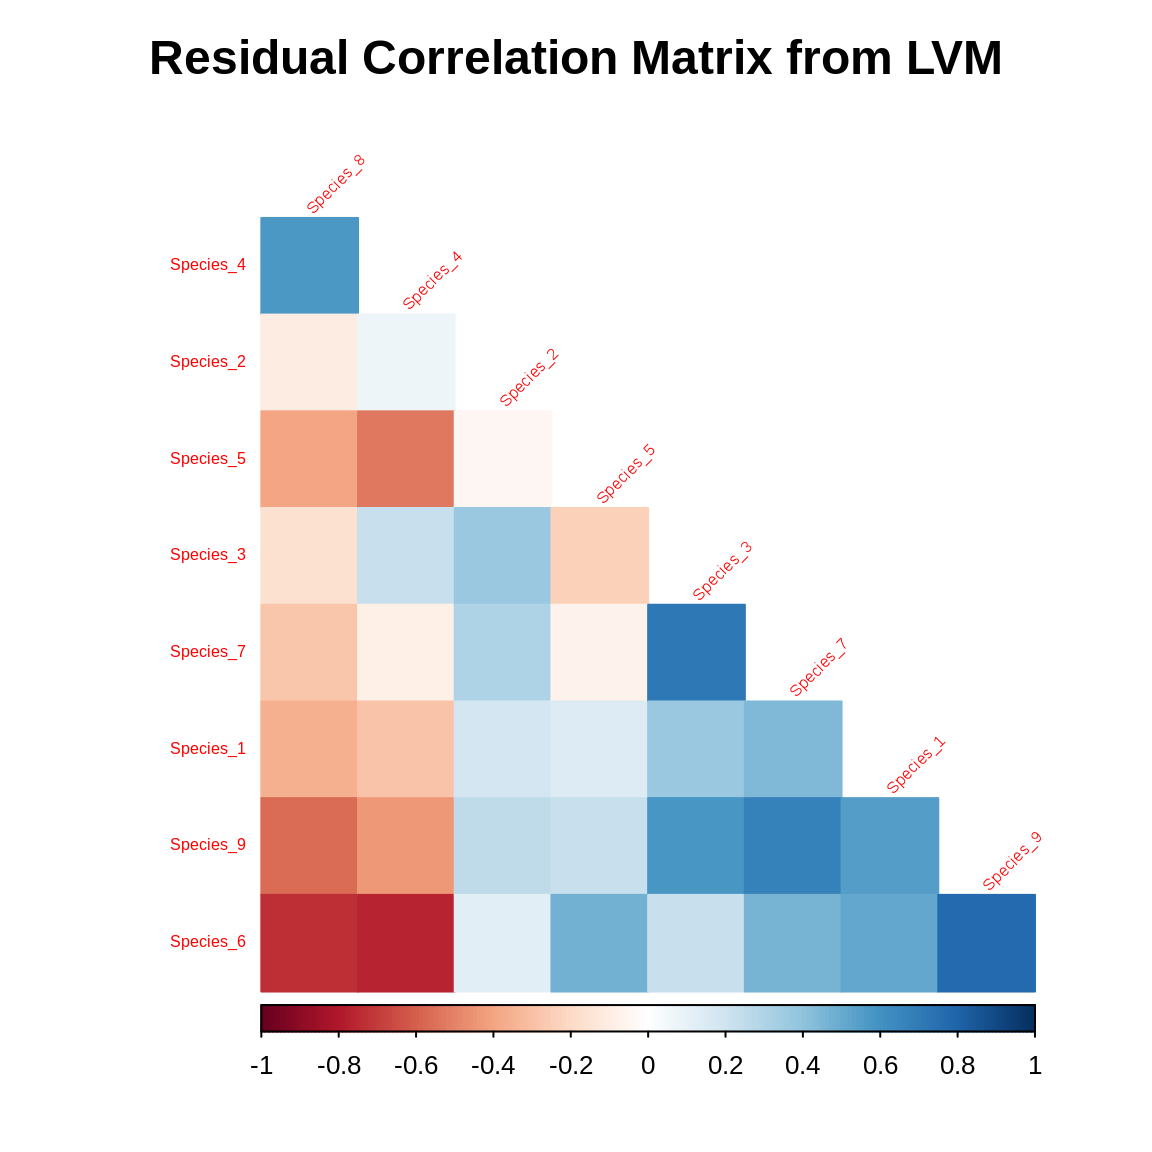 Residual Correlation Matrix from LVM
Species_8
Species_4
Species_4
Species_2
Species_2
Species_5
Species_5
Species_3
Species_3
Species_7
Species_7
Species_1
Species_1
Species_9
Species_9
Species_6
-1 -0.8 -0.6 -0.4 -0.2 0 0.2 0.4 0.6 0.8 1